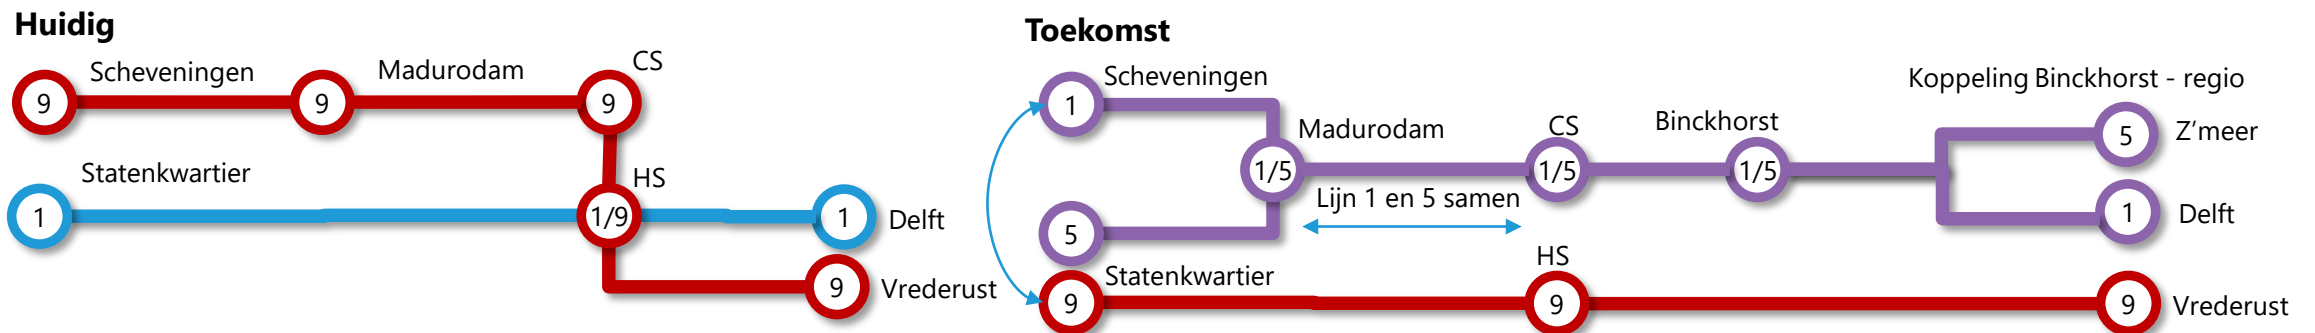 Huidig
Scheveningen
Madurodam
CS
9
9
9
Statenkwartier
HS
1
1/9
1
Delft
9
Vrederust
Toekomst
Scheveningen
Koppeling Binckhorst - regio
1
Madurodam
CS
Binckhorst
5
Z'meer
1/5
1/5
1/5
Lijn 1 en 5 samen
5
1
Delft
HS
Statenkwartier
9
9
9
Vrederust